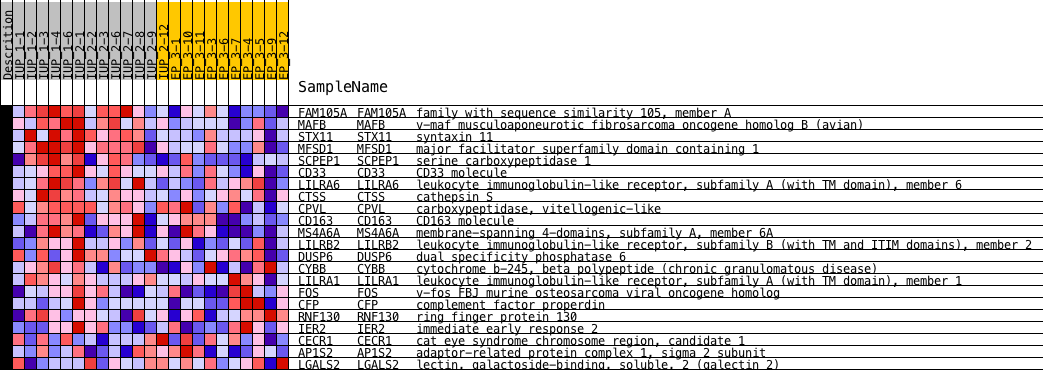 Descrition
IUP_1-1
IUP_1-2
IUP_1-3
IUP_1-4
IUP_1-6
IUP_2-1
IUP_2-2
IUP_2-3
IUP_2-7
IUP_2-8
IUP_2-9
IUP_2-12
EP_3-1
EP_3-10
EP_3-11
EP_3-3
EP_3-6
EP_3-7
EP_3-4
EP_3-5
EP_3-9
EP_3-12
SampleName
FAM105A FAM105A family with sequence similarity 105, member A
MAFB MAFB v-maf musculoaponeurotic fibrosarcoma oncogene homolog B (avian)
STX11 STX11 syntaxin 11
MFSD1 MFSD1 major facilitator superfamily domain containing 1
SCPEP1 SCPEP1 serine carboxypeptidase 1
CD33 CD33 CD33 molecule
LILRA6 LILRA6 leukocyte immunoglobulin-like receptor, subfamily A (with TM domain), member 6
CTSS CTSS cathepsin S
CPVL CPVL carboxypeptidase, vitellogenic-like
CD163 CD163 CD163 molecule
MS4A6A MS4A6A membrane-spanning 4-domains, subfamily A, member 6A
LILRB2 LILRB2 leukocyte immunoglobulin-like receptor, subfamily B (with TM and ITIM domains), member 2
DUSP6 DUSP6 dual specificity phosphatase 6
CYBB CYBB cytochrome b-245, beta polypeptide (chronic granulomatous disease)
LILRA1 LILRA1 leukocyte immunoglobulin-like receptor, subfamily A (with TM domain), member 1
FOS FOS v-fos FBJ murine osteosarcoma viral oncogene homolog
CFP CFP complement factor properdin
RNF130 RNF130 ring finger protein 130
IER2 IER2 immediate early response 2
CECR1 CECR1 cat eye syndrome chromosome region, candidate 1
AP1S2 AP1S2 adaptor-related protein complex 1, sigma 2 subunit
LGALS2 LGALS2 lectin, galactoside-binding, soluble, 2 (galectin 2)